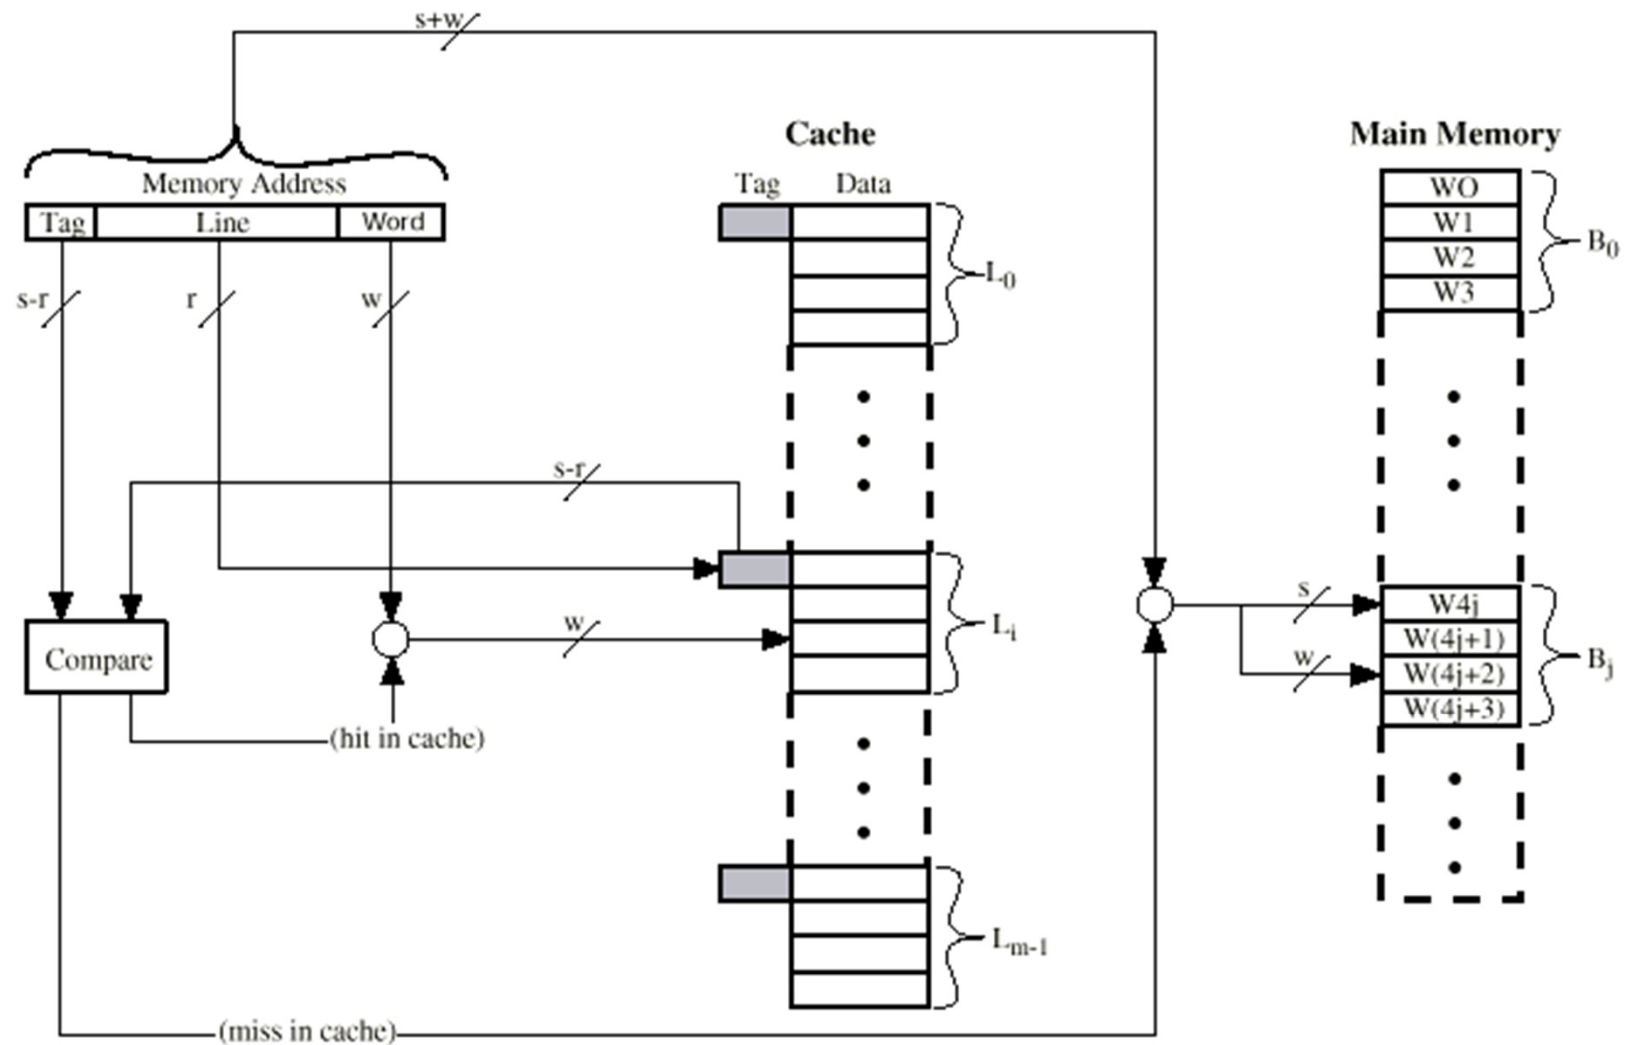 s+w
Cache
Main Memory
Memory Address
Tag Data
Tag Line Word
WO
W1
W2
W3
B0
L0
s-r r w
s-r
s
W4j
W(4j+1)
W(4j+2)
W(4j+3)
Bj
w
Li
w
Compare
(hit in cache)
Lm-1
(miss in cache)